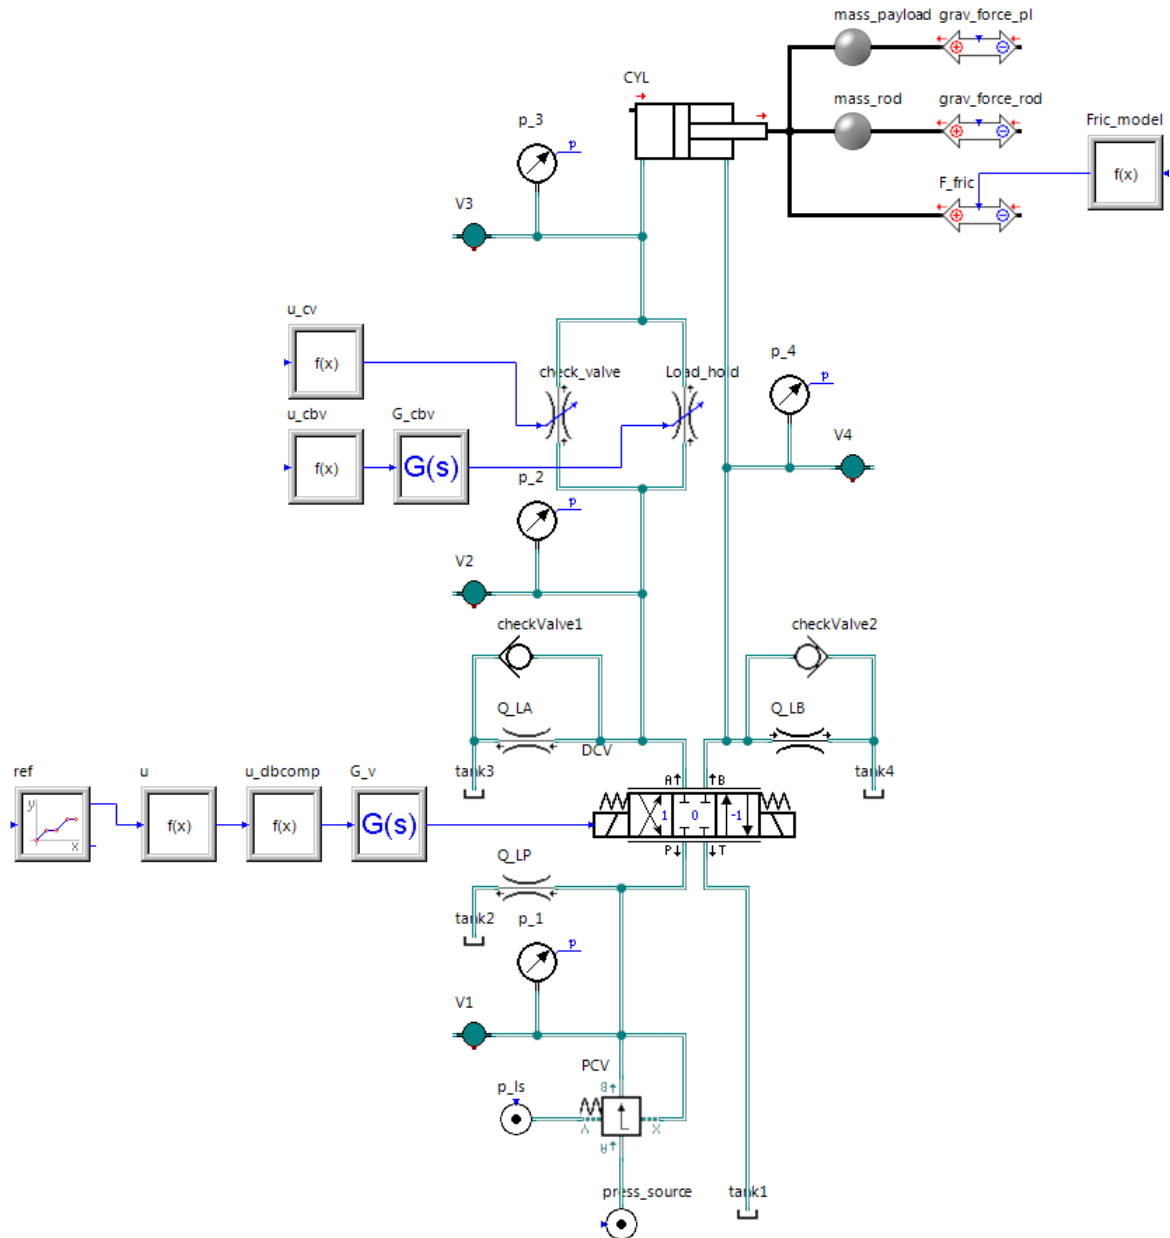 mass_payload grav_force_pl
CYL
mass_rod grav_force_rod
p_3
p
Fric_model
f(x)
F_fric
V3
u_cv
f(x)
check_valve Load_hold
p_4
p
u_cbv G_cbv
f(x) G(s)
V4
p_2
p
V2
checkValve1 checkValve2
Q_LA Q_LB
DCV
tank3 tank4
A B
1 0 -1
P T
ref u u_dbcomp G_v
y x
f(x) f(x) G(s)
Q_LP
tank2 p_1
p
V1
PCV
B
p_ls
Y X
A
press_source tank1